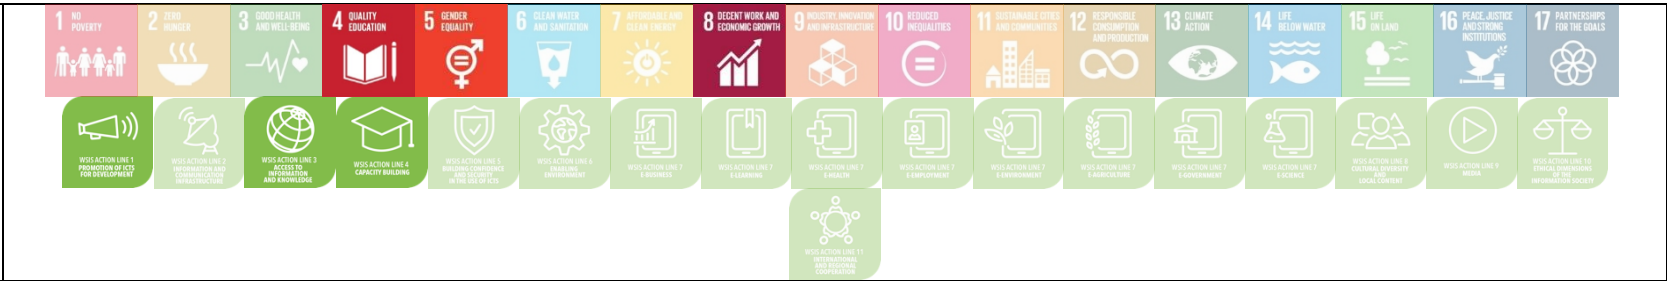 1 NO
POVERTY
2 ZERO
HUNGER
3 GOOD HEALTH
AND WELL-BEING
4 QUALITY
EDUCATION
5 GENDER
EQUALITY
6 CLEAN WATER
AND SANITATION
7 AFFORDABLE AND
CLEAN ENERGY
8 DECENT WORK AND
ECONOMIC GROWTH
9 INDUSTRY, INNOVATION
AND INFRASTRUCTURE
10 REDUCED
INEQUALITIES
11 SUSTAINABLE CITIES
AND COMMUNITIES
12 RESPONSIBLE
CONSUMPTION
AND PRODUCTION
13 CLIMATE
ACTION
14 LIFE
BELOW WATER
15 LIFE
ON LAND
16 PEACE, JUSTICE
AND STRONG
INSTITUTIONS
17 PARTNERSHIPS
FOR THE GOALS
WSIS ACTION LINE 1
PROMOTION OF ICTS
FOR DEVELOPMENT
WSIS ACTION LINE 2
INFORMATION AND
COMMUNICATION
INFRASTRUCTURE
WSIS ACTION LINE 3
ACCESS TO
INFORMATION
AND KNOWLEDGE
WSIS ACTION LINE 4
CAPACITY BUILDING
WSIS ACTION LINE 5
BUILDING CONFIDENCE
AND SECURITY
IN THE USE OF ICTS
WSIS ACTION LINE 6
ENABLING
ENVIRONMENT
WSIS ACTION LINE 7
E-BUSINESS
WSIS ACTION LINE 7
E-LEARNING
WSIS ACTION LINE 7
E-HEALTH
WSIS ACTION LINE 7
E-EMPLOYMENT
WSIS ACTION LINE 7
E-ENVIRONMENT
WSIS ACTION LINE 7
E-AGRICULTURE
WSIS ACTION LINE 7
E-GOVERNMENT
WSIS ACTION LINE 7
E-SCIENCE
WSIS ACTION LINE 8
CULTURAL DIVERSITY
AND
LOCAL CONTENT
WSIS ACTION LINE 9
MEDIA
WSIS ACTION LINE 10
ETHICAL DIMENSIONS
OF THE
INFORMATION SOCIETY
WSIS ACTION LINE 11
INTERNATIONAL
AND REGIONAL
COOPERATION